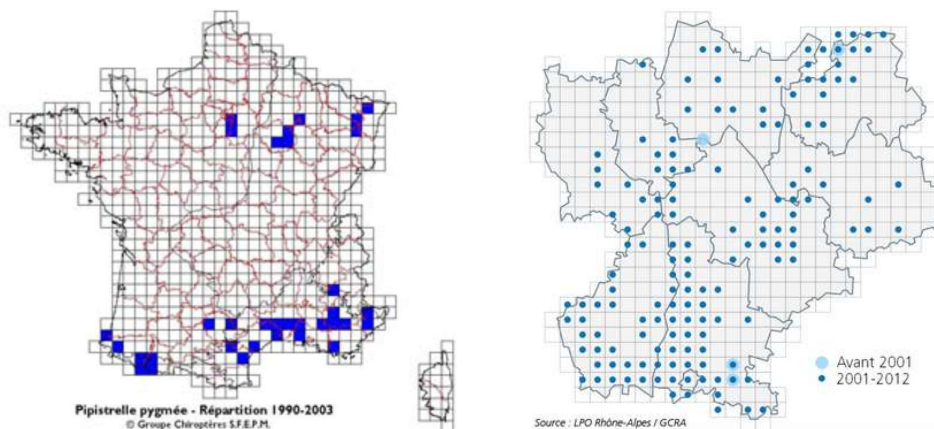 Pipistrelle pygmée - Répartition 1990-2003
© Groupe Chiroptères S.F.E.P.M.
Avant 2001
2001-2012
Source : LPO Rhône-Alpes / GCRA